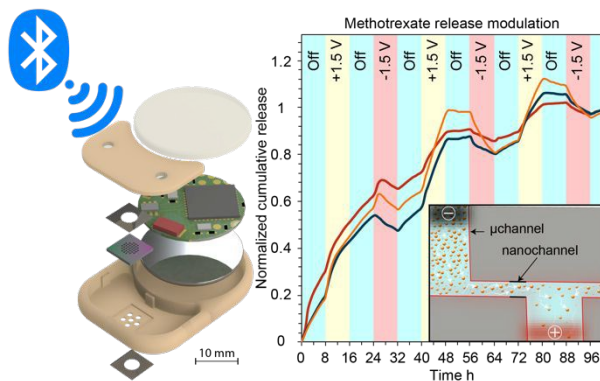 Methotrexate release modulation
Normalized cumulative release
1.2
1
0.8
0.6
0.4
0.2
0
Off
+1.5 V
Off
-1.5 V
Off
+1.5 V
Off
-1.5 V
Off
+1.5 V
Off
-1.5 V
Off
−
µchannel
nanochannel
+
0 8 16 24 32 40 48 56 64 72 80 88 96
Time h
10 mm